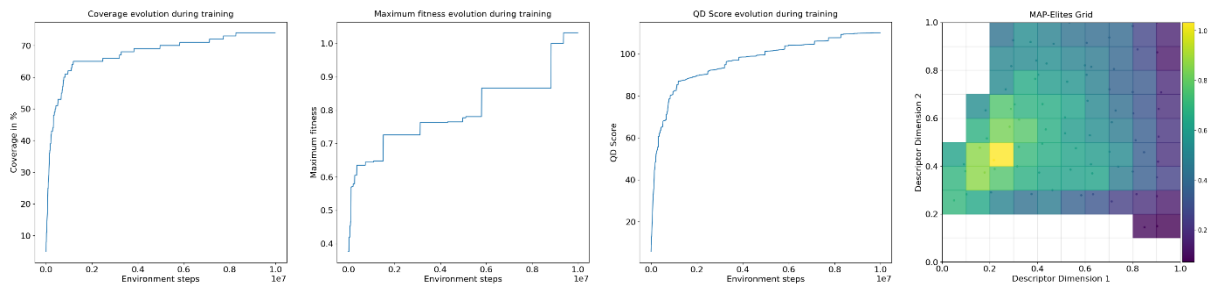 Coverage evolution during training
Coverage in %
70
60
50
40
30
20
10
0.0 0.2 0.4 0.6 0.8 1.0
1e7
Environment steps
Maximum fitness evolution during training
Maximum fitness
1.0
0.9
0.8
0.7
0.6
0.5
0.4
0.0 0.2 0.4 0.6 0.8 1.0
1e7
Environment steps
QD Score evolution during training
QD Score
100
80
60
40
20
0.0 0.2 0.4 0.6 0.8 1.0
1e7
Environment steps
MAP-Elites Grid
Descriptor Dimension 2
1.0
0.8
0.6
0.4
0.2
0.0
0.0 0.2 0.4 0.6 0.8 1.0
Descriptor Dimension 1
1.0
0.8
0.6
0.4
0.2